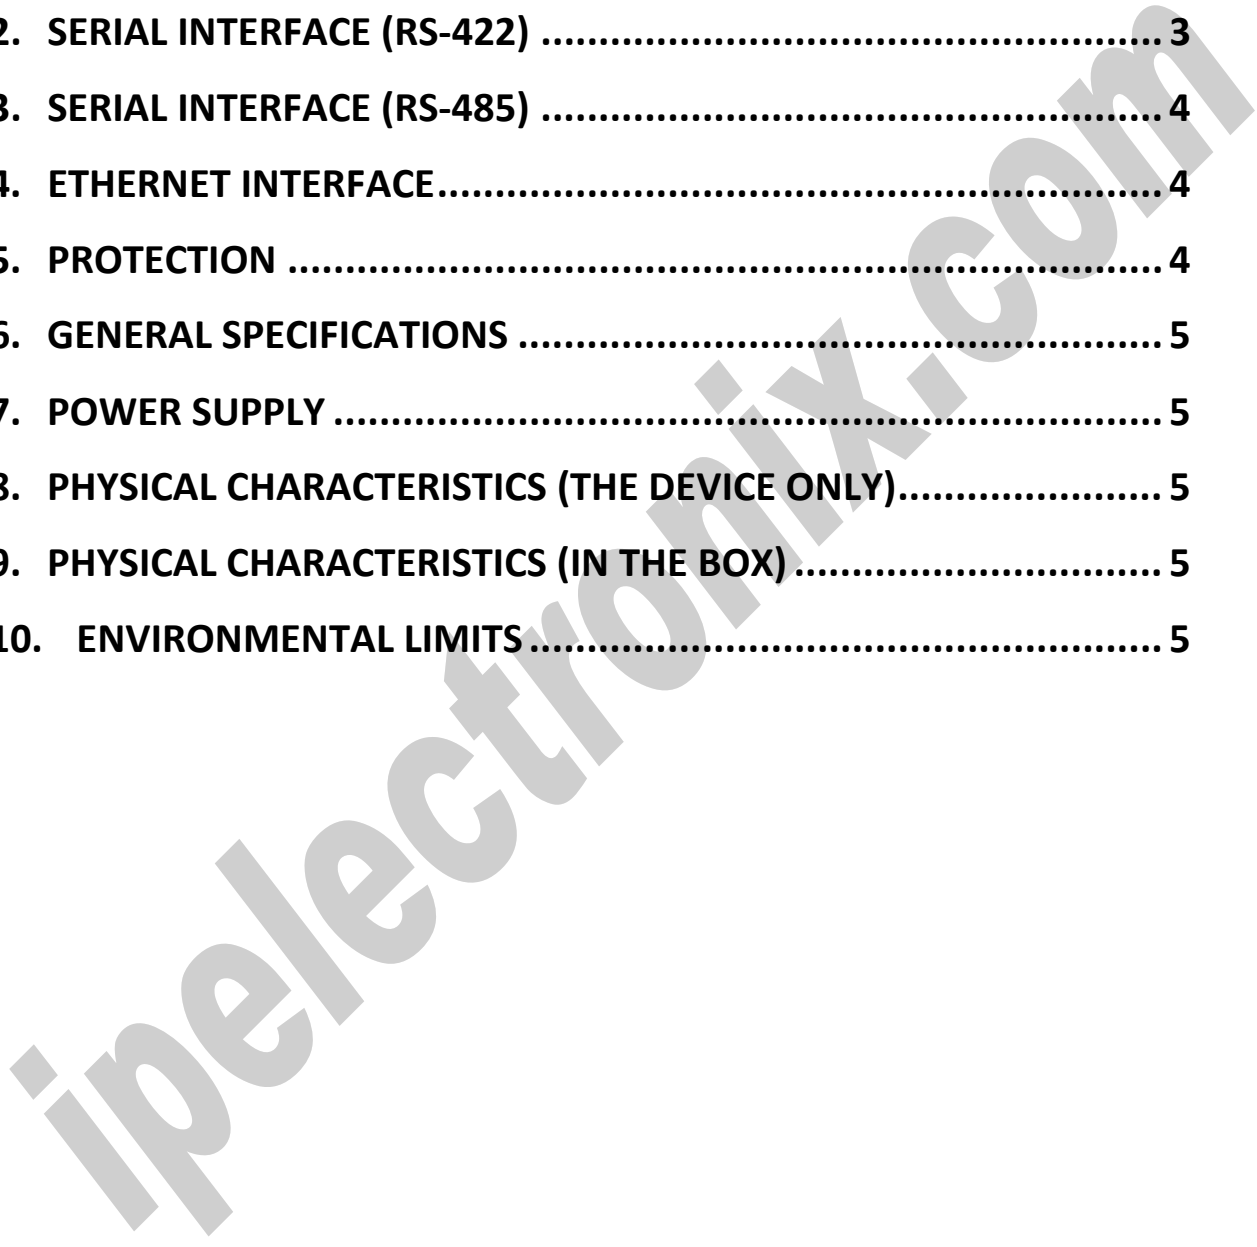 2. SERIAL INTERFACE (RS-422) ........................................................ 3
3. SERIAL INTERFACE (RS-485) ........................................................ 4
4. ETHERNET INTERFACE................................................................. 4
5. PROTECTION .............................................................................. 4
6. GENERAL SPECIFICATIONS .......................................................... 5
7. POWER SUPPLY .......................................................................... 5
8. PHYSICAL CHARACTERISTICS (THE DEVICE ONLY)....................... 5
9. PHYSICAL CHARACTERISTICS (IN THE BOX) ................................ 5
10. ENVIRONMENTAL LIMITS ......................................................... 5
ipelectronix.com